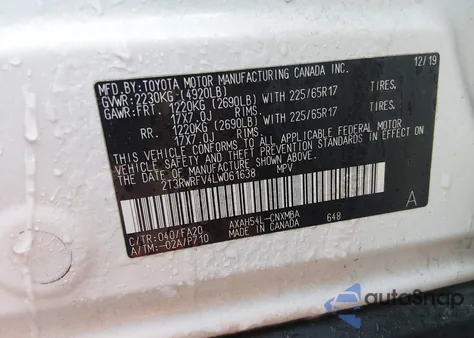 MFD.BY:TOYOTA MOTOR MANUFACTURING CANADA INC. 12/19
GVWR:2230KG (4920LB)
GAWR:FRT. 1220KG (2690LB) WITH 225/65R17 TIRES,
17X7.0J RIMS,
RR. 1220KG (2690LB) WITH 225/65R17 TIRES,
17X7.0J RIMS,
THIS VEHICLE CONFORMS TO ALL APPLICABLE FEDERAL MOTOR
VEHICLE SAFETY, BUMPER, AND THEFT PREVENTION STANDARDS IN EFFECT
ON THE DATE OF MANUFACTURE SHOWN ABOVE.
2T3RWRFV4LW061638 MPV
C/TR:040/FA20 AXAH54L-CNXMBA 648 A
A/TM:-02A/P710 MADE IN CANADA
autoSnap